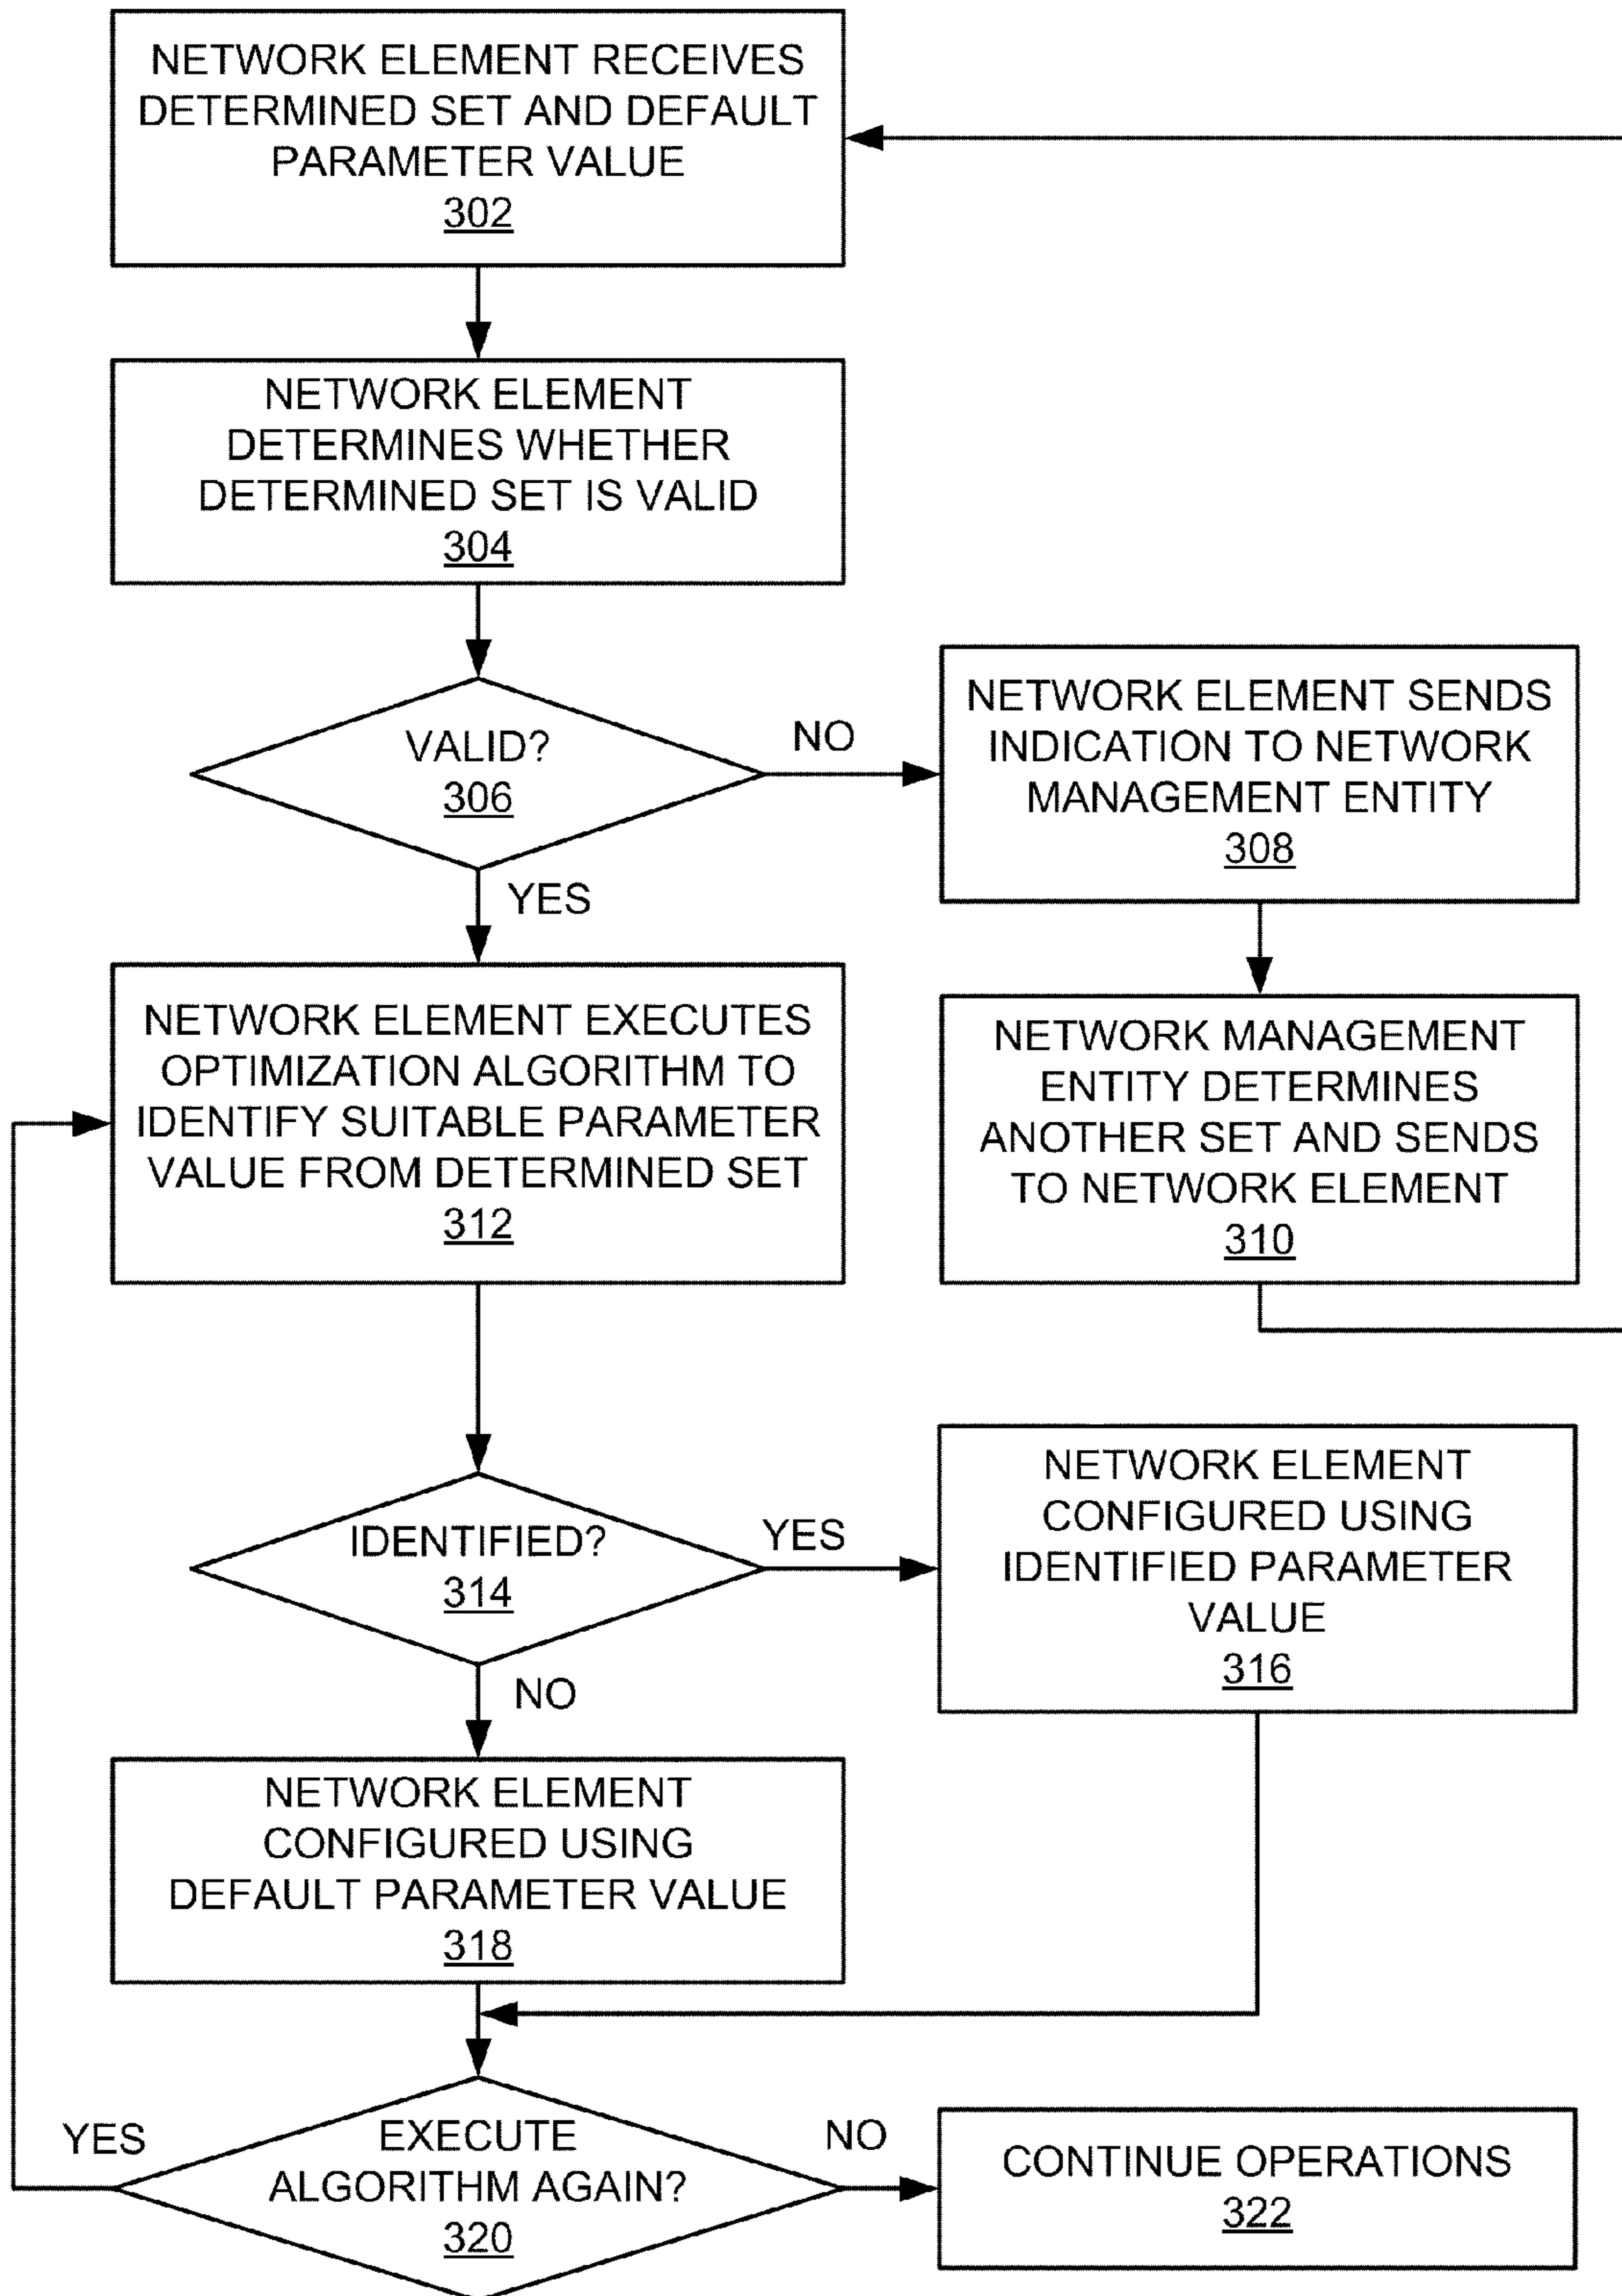 NETWORK ELEMENT RECEIVES
DETERMINED SET AND DEFAULT
PARAMETER VALUE
302
NETWORK ELEMENT
DETERMINES WHETHER
DETERMINED SET IS VALID
304
VALID?
306
NO
YES
NETWORK ELEMENT SENDS
INDICATION TO NETWORK
MANAGEMENT ENTITY
308
NETWORK MANAGEMENT
ENTITY DETERMINES
ANOTHER SET AND SENDS
TO NETWORK ELEMENT
310
NETWORK ELEMENT EXECUTES
OPTIMIZATION ALGORITHM TO
IDENTIFY SUITABLE PARAMETER
VALUE FROM DETERMINED SET
312
IDENTIFIED?
314
YES
NO
NETWORK ELEMENT
CONFIGURED USING
IDENTIFIED PARAMETER
VALUE
316
NETWORK ELEMENT
CONFIGURED USING
DEFAULT PARAMETER VALUE
318
YES
EXECUTE
ALGORITHM AGAIN?
320
NO
CONTINUE OPERATIONS
322